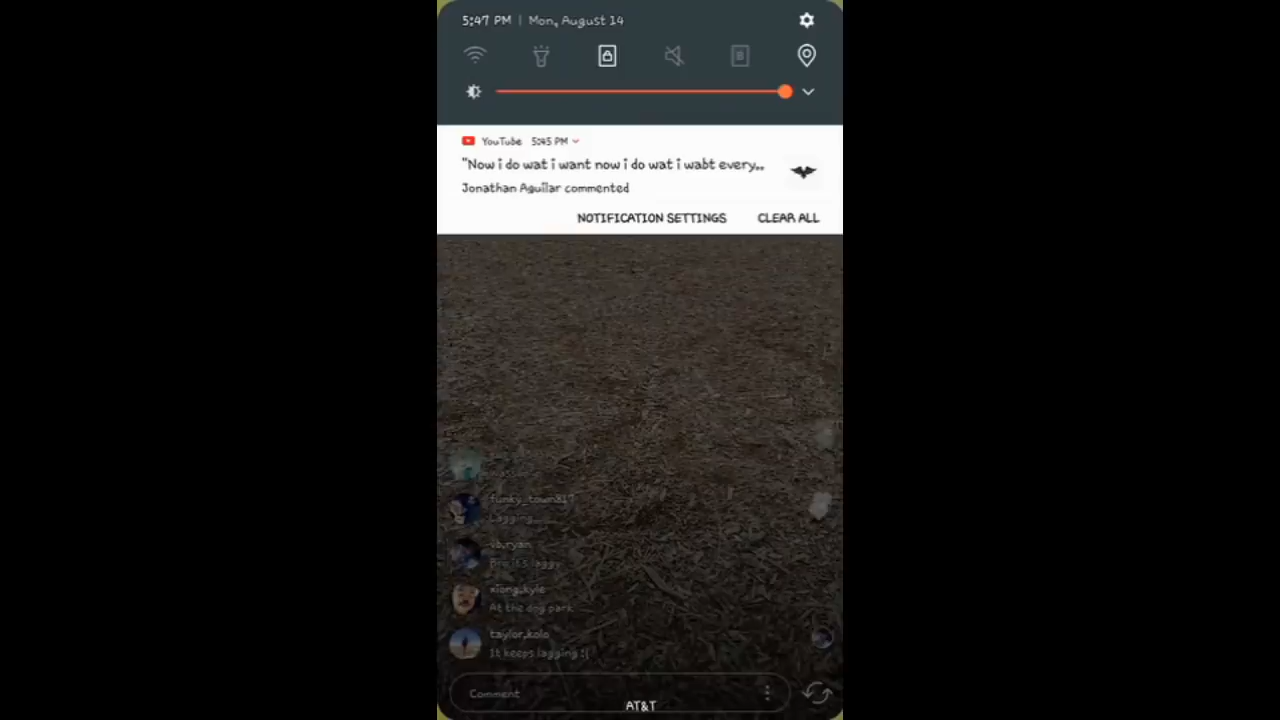 5:47 PM | Mon, August 14
YouTube 5:45 PM
"Now i do wat i want now i do wat i wabt every...
Jonathan Aguilar commented
NOTIFICATION SETTINGS CLEAR ALL
funky_town817
Lagging
xiong.kyle
At the dog park
taylor.kolo
It keeps lagging :(
Comment
AT&T